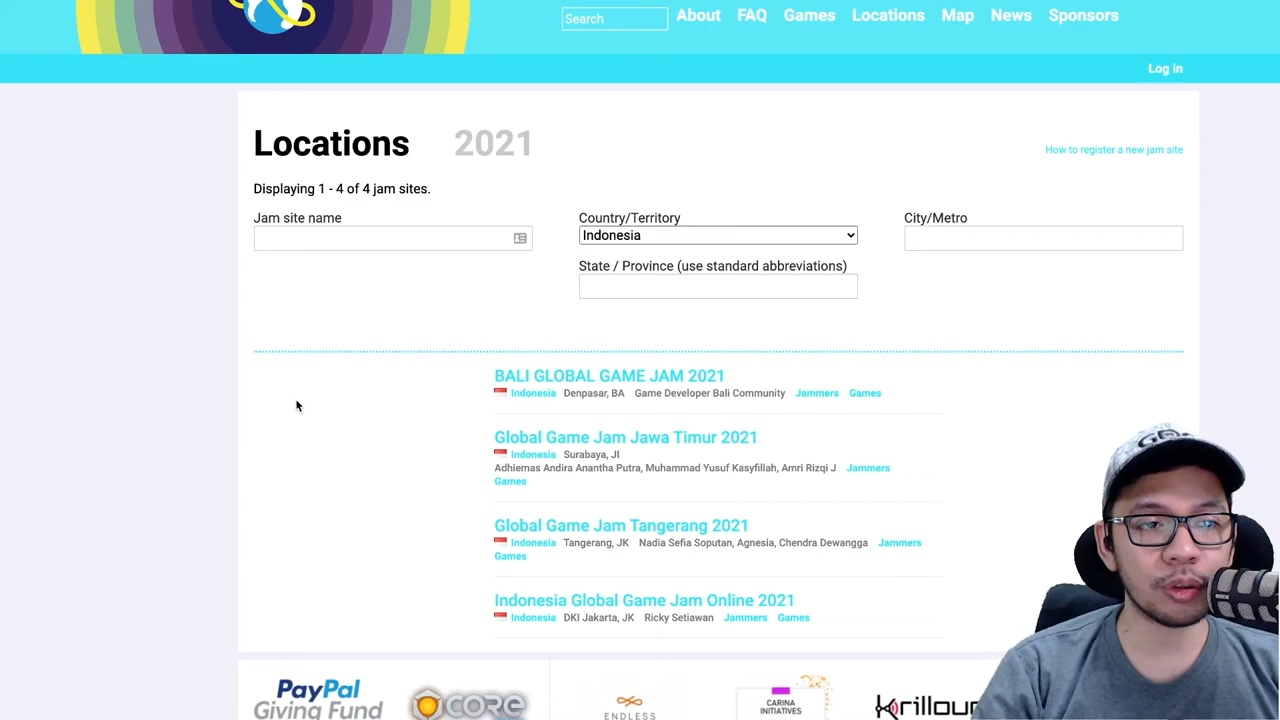 Search
About
FAQ
Games
Locations
Map
News
Sponsors
Log in
Locations
2021
How to register a new jam site
Displaying 1 - 4 of 4 jam sites.
Jam site name
Country/Territory
City/Metro
Indonesia
State / Province (use standard abbreviations)
BALI GLOBAL GAME JAM 2021
Indonesia Denpasar, BA Game Developer Bali Community Jammers Games
Global Game Jam Jawa Timur 2021
Indonesia Surabaya, JI
Adhiemas Andira Anantha Putra, Muhammad Yusuf Kasyfillah, Amri Rizqi J Jammers
Games
Global Game Jam Tangerang 2021
Indonesia Tangerang, JK Nadia Sefia Soputan, Agnesia, Chendra Dewangga Jammers
Games
Indonesia Global Game Jam Online 2021
Indonesia DKI Jakarta, JK Ricky Setiawan Jammers Games
PayPal
Giving Fund
CORE
ENDLESS
CARINA
INITIATIVES